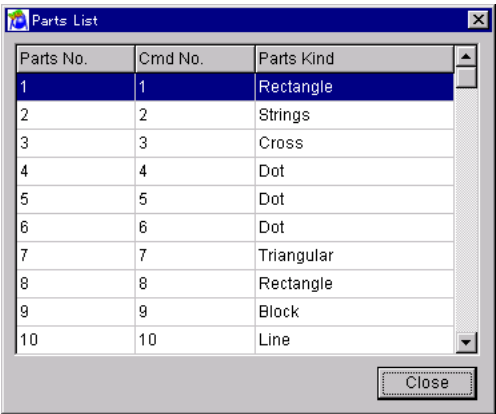 Parts List
Parts No. Cmd No. Parts Kind
1 1 Rectangle
2 2 Strings
3 3 Cross
4 4 Dot
5 5 Dot
6 6 Dot
7 7 Triangular
8 8 Rectangle
9 9 Block
10 10 Line
Close